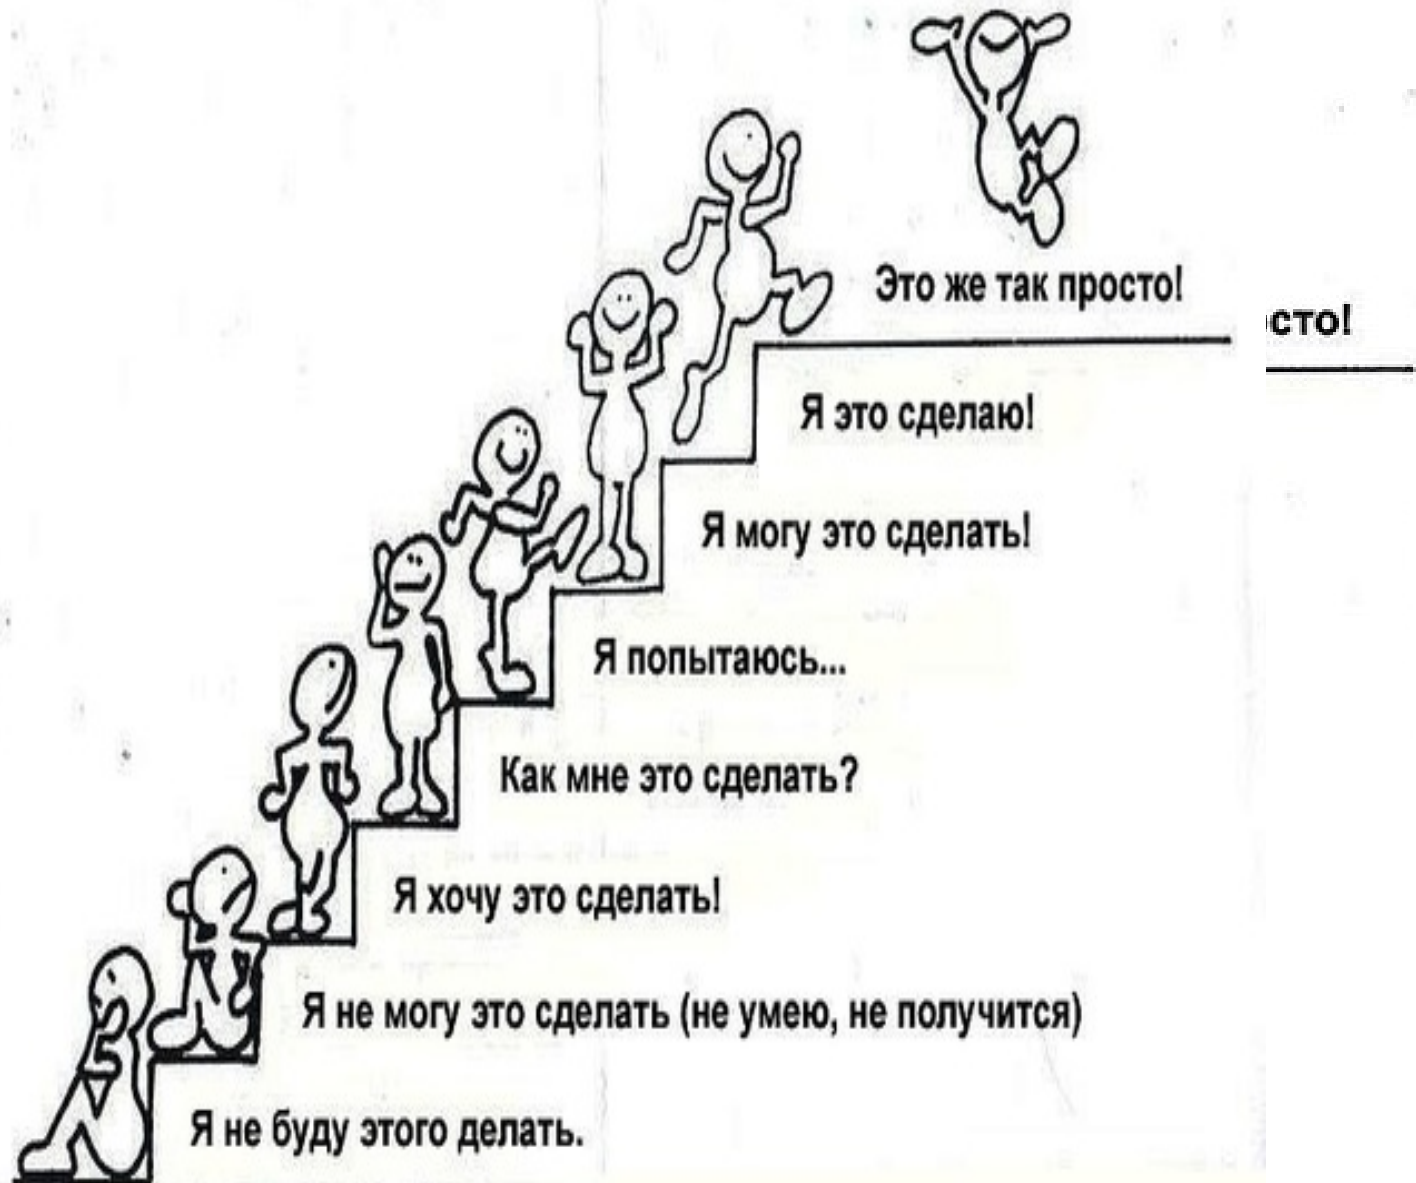 Это же так просто!
сто!
Я это сделаю!
Я могу это сделать!
Я попытаюсь...
Как мне это сделать?
Я хочу это сделать!
Я не могу это сделать (не умею, не получится)
Я не буду этого делать.